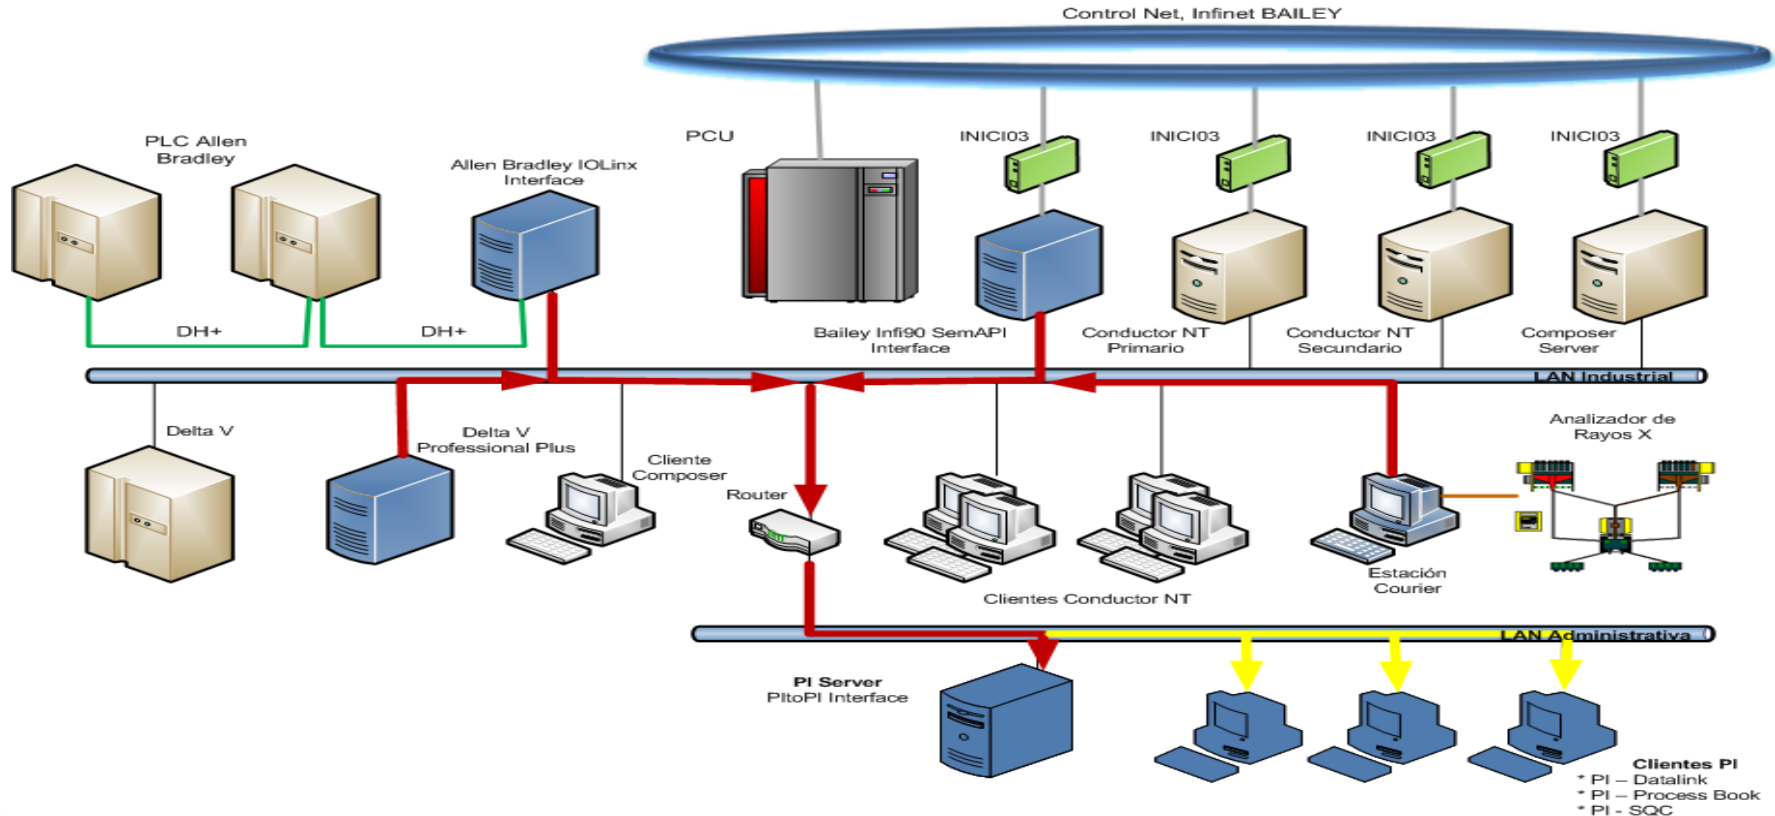 Control Net, Infinet BAILEY
PLC Allen
Bradley
Allen Bradley IOLinx
Interface
PCU
INICI03
INICI03
INICI03
INICI03
DH+
DH+
Bailey Infi90 SemAPI
Interface
Conductor NT
Primario
Conductor NT
Secundario
Composer
Server
LAN Industrial
Delta V
Delta V
Professional Plus
Cliente
Composer
Router
Clientes Conductor NT
Estación
Courier
Analizador de
Rayos X
LAN Administrativa
PI Server
PItoPI Interface
Clientes PI
* PI – Datalink
* PI – Process Book
* PI - SQC